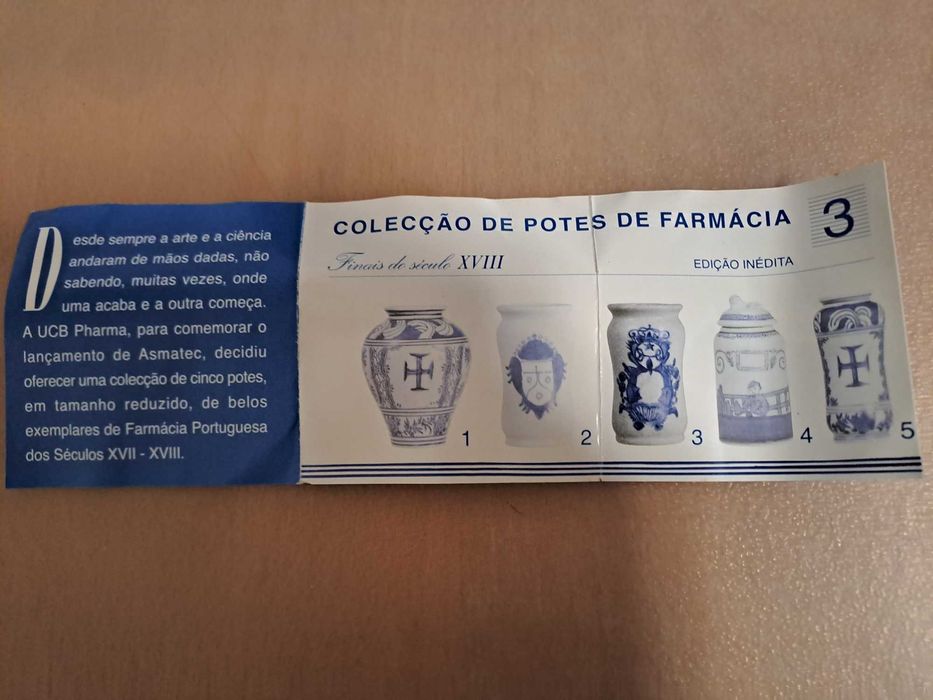 Desde sempre a arte e a ciência
andaram de mãos dadas, não
sabendo, muitas vezes, onde
uma acaba e a outra começa.
A UCB Pharma, para comemorar o
lançamento de Asmatec, decidiu
oferecer uma colecção de cinco potes,
em tamanho reduzido, de belos
exemplares de Farmácia Portuguesa
dos Séculos XVII - XVIII.
COLECÇÃO DE POTES DE FARMÁCIA
3
Finais do século XVIII
EDIÇÃO INÉDITA
1
2
3
4
5